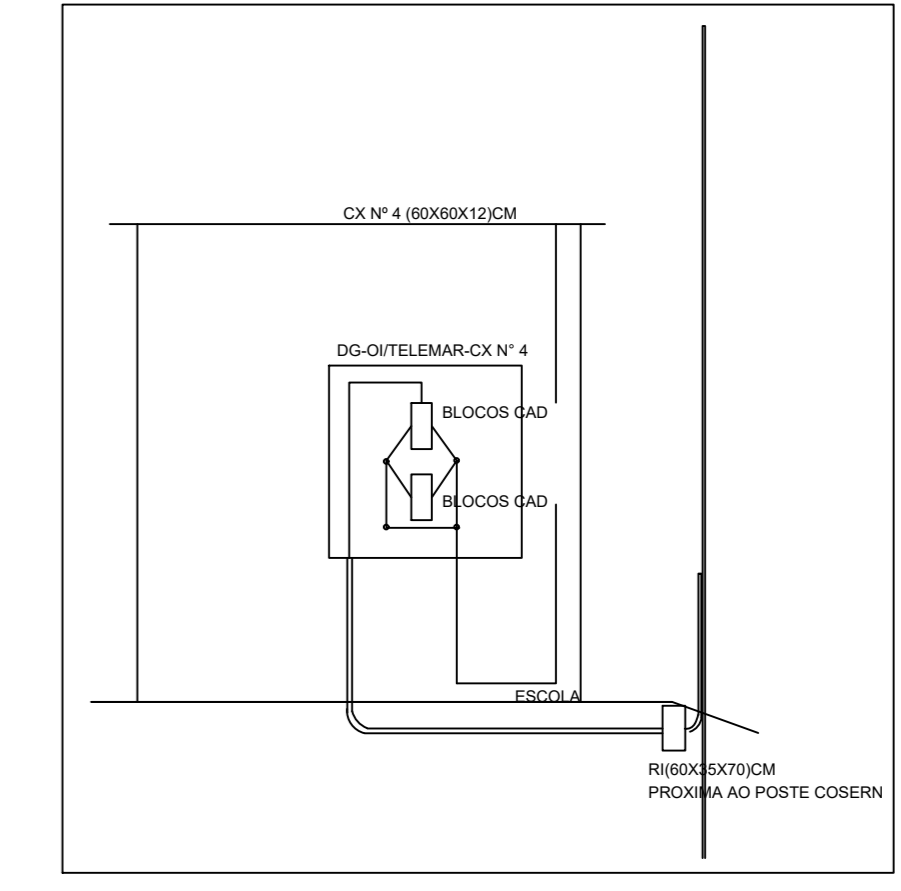 CX Nº 4 (60X60X12)CM
DG-OI/TELEMAR-CX N° 4
BLOCOS CAD
BLOCOS CAD
ESCOLA
RI(60X35X70)CM
PROXIMA AO POSTE COSERN